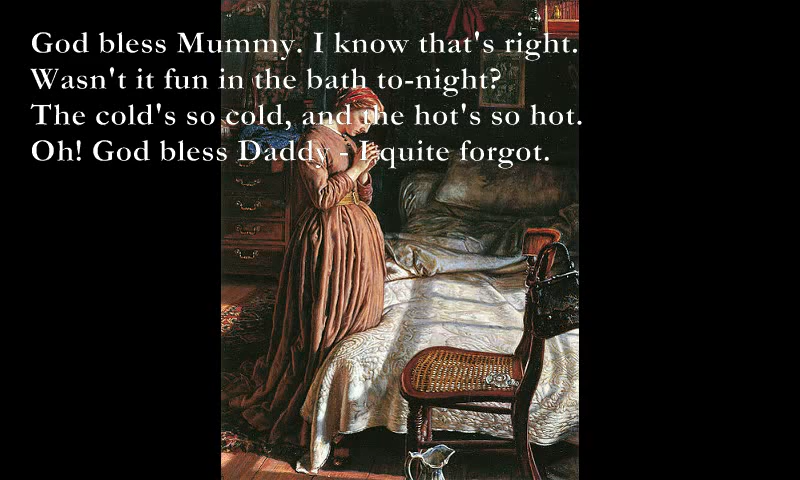 God bless Mummy. I know that's right.
Wasn't it fun in the bath to-night?
The cold's so cold, and the hot's so hot.
Oh! God bless Daddy - I quite forgot.